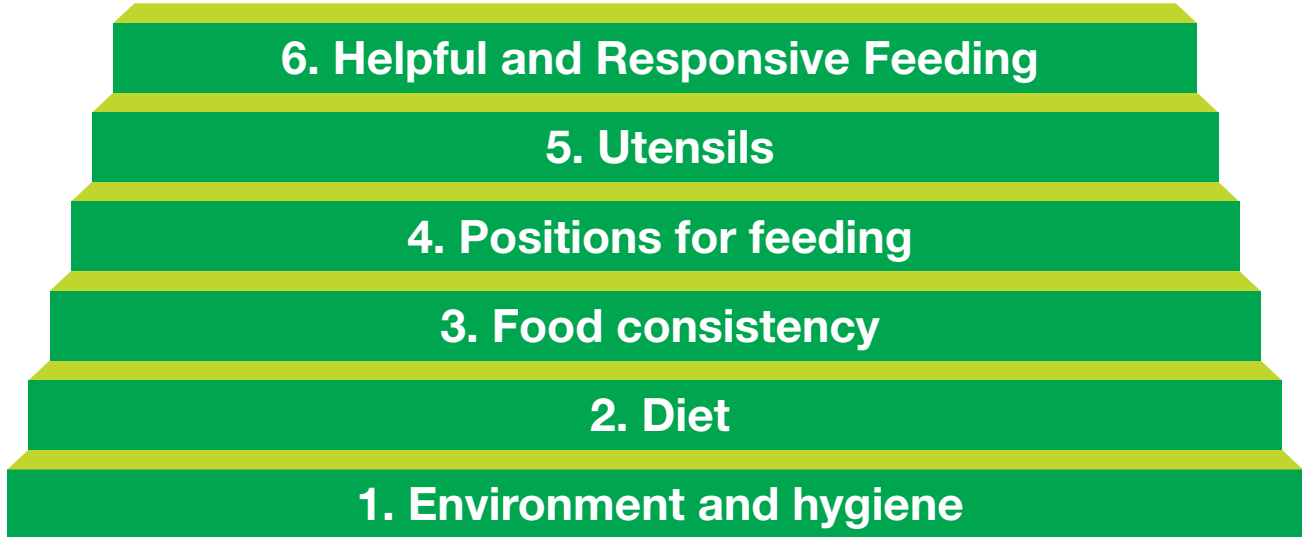 6. Helpful and Responsive Feeding
5. Utensils
4. Positions for feeding
3. Food consistency
2. Diet
1. Environment and hygiene